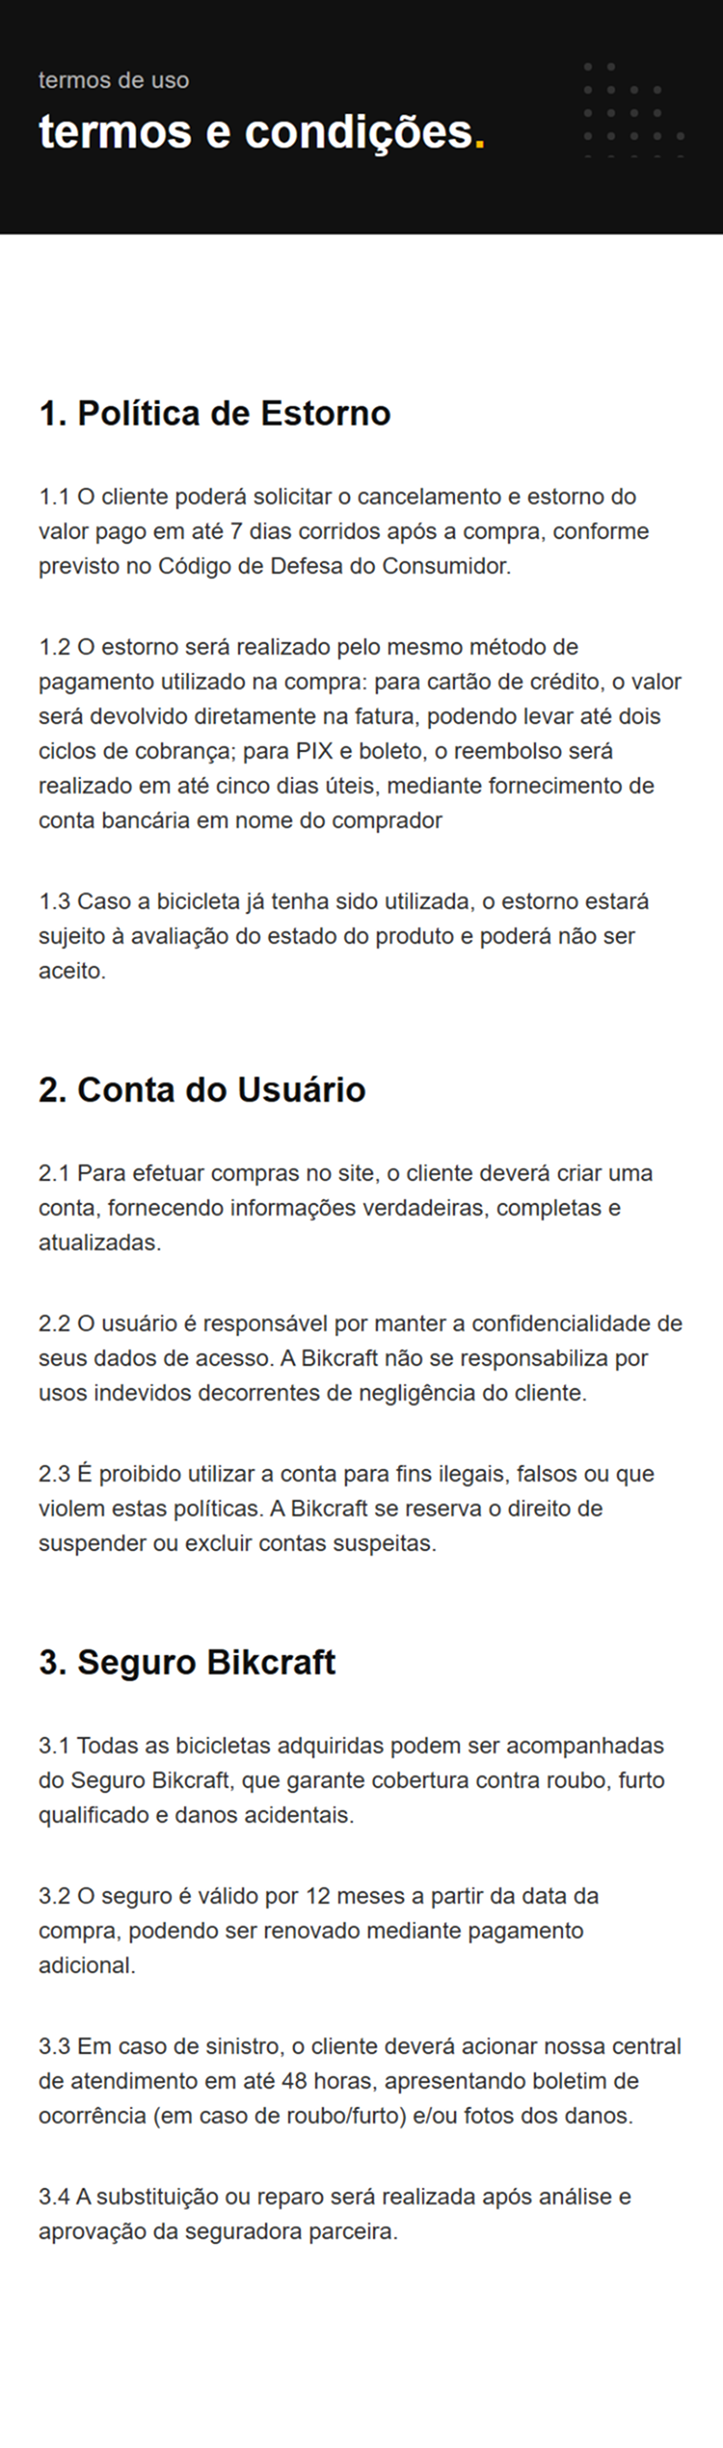 termos de uso
termos e condições.
1. Política de Estorno
1.1 O cliente poderá solicitar o cancelamento e estorno do
valor pago em até 7 dias corridos após a compra, conforme
previsto no Código de Defesa do Consumidor.
1.2 O estorno será realizado pelo mesmo método de
pagamento utilizado na compra: para cartão de crédito, o valor
será devolvido diretamente na fatura, podendo levar até dois
ciclos de cobrança; para PIX e boleto, o reembolso será
realizado em até cinco dias úteis, mediante fornecimento de
conta bancária em nome do comprador
1.3 Caso a bicicleta já tenha sido utilizada, o estorno estará
sujeito à avaliação do estado do produto e poderá não ser
aceito.
2. Conta do Usuário
2.1 Para efetuar compras no site, o cliente deverá criar uma
conta, fornecendo informações verdadeiras, completas e
atualizadas.
2.2 O usuário é responsável por manter a confidencialidade de
seus dados de acesso. A Bikcraft não se responsabiliza por
usos indevidos decorrentes de negligência do cliente.
2.3 É proibido utilizar a conta para fins ilegais, falsos ou que
violem estas políticas. A Bikcraft se reserva o direito de
suspender ou excluir contas suspeitas.
3. Seguro Bikcraft
3.1 Todas as bicicletas adquiridas podem ser acompanhadas
do Seguro Bikcraft, que garante cobertura contra roubo, furto
qualificado e danos acidentais.
3.2 O seguro é válido por 12 meses a partir da data da
compra, podendo ser renovado mediante pagamento
adicional.
3.3 Em caso de sinistro, o cliente deverá acionar nossa central
de atendimento em até 48 horas, apresentando boletim de
ocorrência (em caso de roubo/furto) e/ou fotos dos danos.
3.4 A substituição ou reparo será realizada após análise e
aprovação da seguradora parceira.